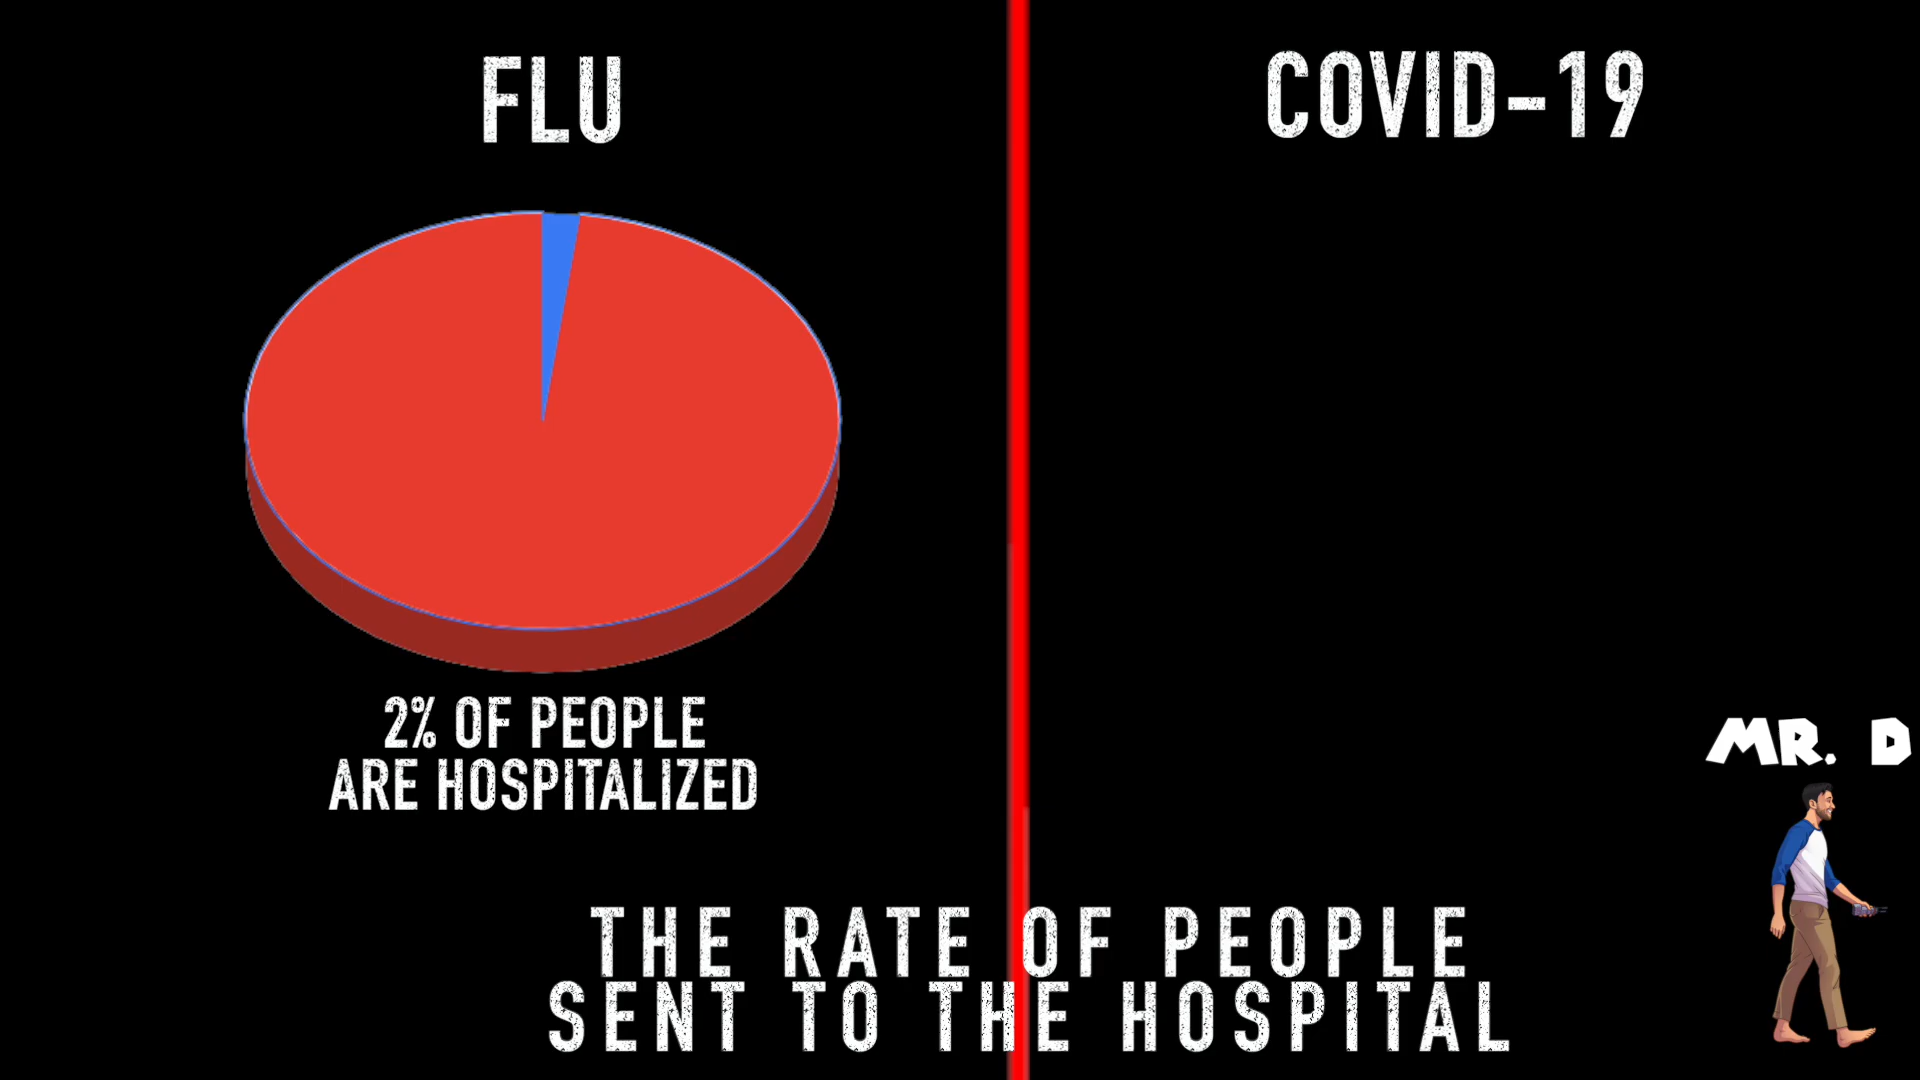 FLU
COVID-19
2% OF PEOPLE
ARE HOSPITALIZED
MR. D
THE RATE OF PEOPLE
SENT TO THE HOSPITAL